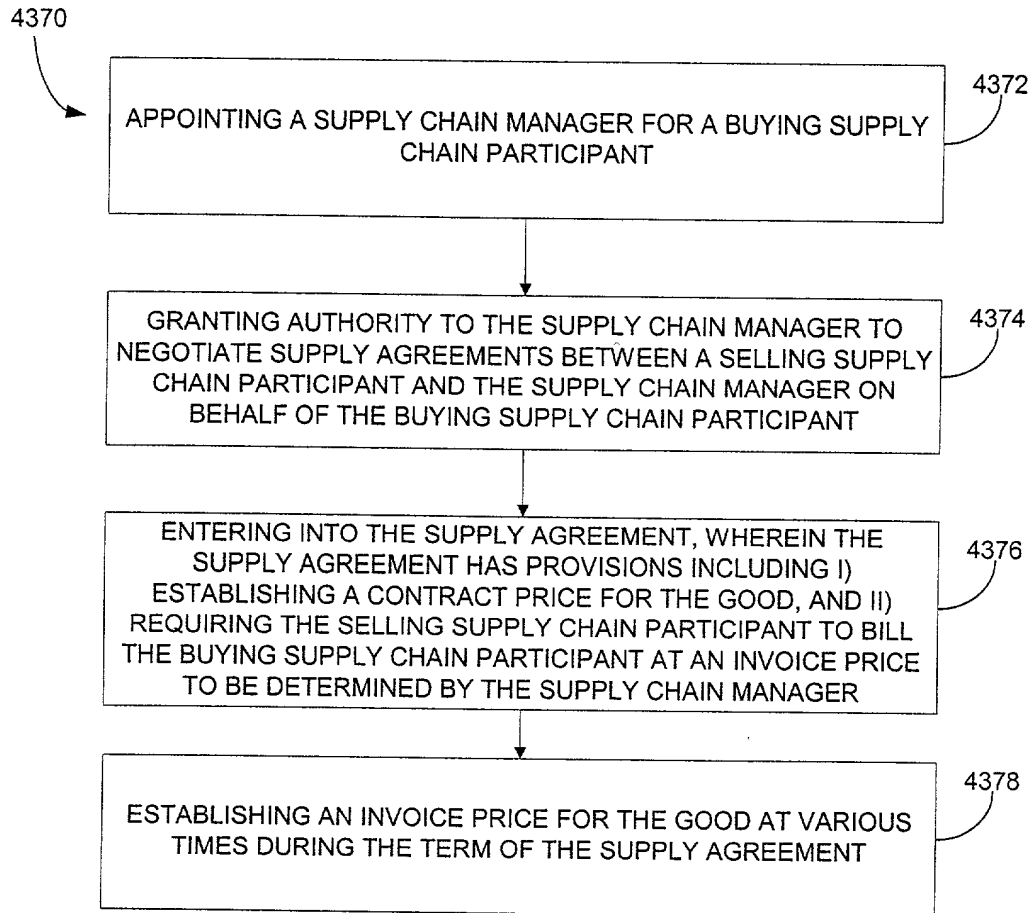 4370
4372
APPOINTING A SUPPLY CHAIN MANAGER FOR A BUYING SUPPLY
CHAIN PARTICIPANT
4374
GRANTING AUTHORITY TO THE SUPPLY CHAIN MANAGER TO
NEGOTIATE SUPPLY AGREEMENTS BETWEEN A SELLING SUPPLY
CHAIN PARTICIPANT AND THE SUPPLY CHAIN MANAGER ON
BEHALF OF THE BUYING SUPPLY CHAIN PARTICIPANT
4376
ENTERING INTO THE SUPPLY AGREEMENT, WHEREIN THE
SUPPLY AGREEMENT HAS PROVISIONS INCLUDING I)
ESTABLISHING A CONTRACT PRICE FOR THE GOOD, AND II)
REQUIRING THE SELLING SUPPLY CHAIN PARTICIPANT TO BILL
THE BUYING SUPPLY CHAIN PARTICIPANT AT AN INVOICE PRICE
TO BE DETERMINED BY THE SUPPLY CHAIN MANAGER
4378
ESTABLISHING AN INVOICE PRICE FOR THE GOOD AT VARIOUS
TIMES DURING THE TERM OF THE SUPPLY AGREEMENT